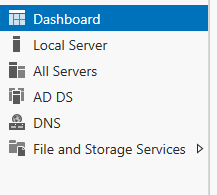 Dashboard
Local Server
All Servers
AD DS
DNS
File and Storage Services